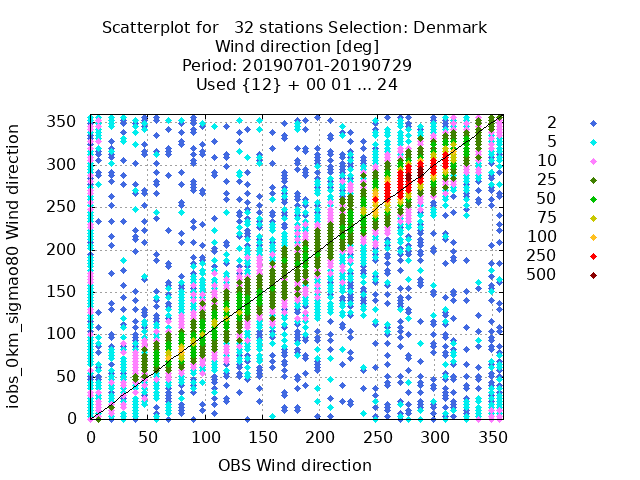 Scatterplot for   32 stations Selection: Denmark
Wind direction [deg]
Period: 20190701-20190729
Used {12} + 00 01 ... 24
iobs_0km_sigmao80 Wind direction
350
300
250
200
150
100
50
0
0 50 100 150 200 250 300 350
OBS Wind direction
2
5
10
25
50
75
100
250
500